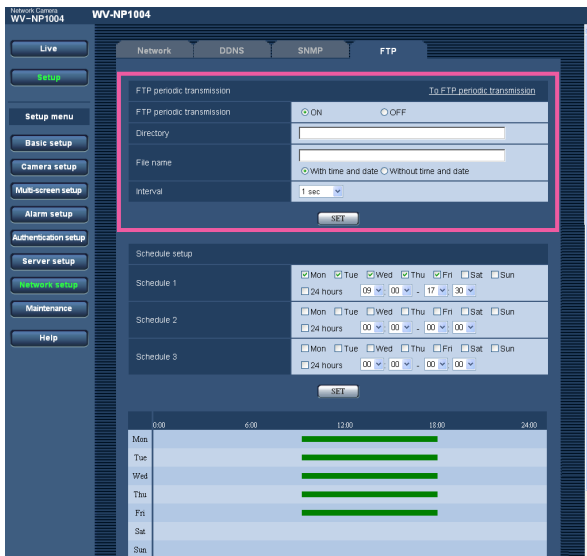 Network Camera
WV-NP1004
WV-NP1004
Live
Setup
Setup menu
Basic setup
Camera setup
Multi-screen setup
Alarm setup
Authentication setup
Server setup
Network setup
Maintenance
Help
Network DDNS SNMP FTP
FTP periodic transmission To FTP periodic transmission
FTP periodic transmission ON OFF
Directory
File name
With time and date Without time and date
Interval 1 sec
SET
Schedule setup
Schedule 1 Mon Tue Wed Thu Fri Sat Sun
24 hours 09 : 00 - 17 : 30
Schedule 2 Mon Tue Wed Thu Fri Sat Sun
24 hours 00 : 00 - 00 : 00
Schedule 3 Mon Tue Wed Thu Fri Sat Sun
24 hours 00 : 00 - 00 : 00
SET
0:00 6:00 12:00 18:00 24:00
Mon
Tue
Wed
Thu
Fri
Sat
Sun